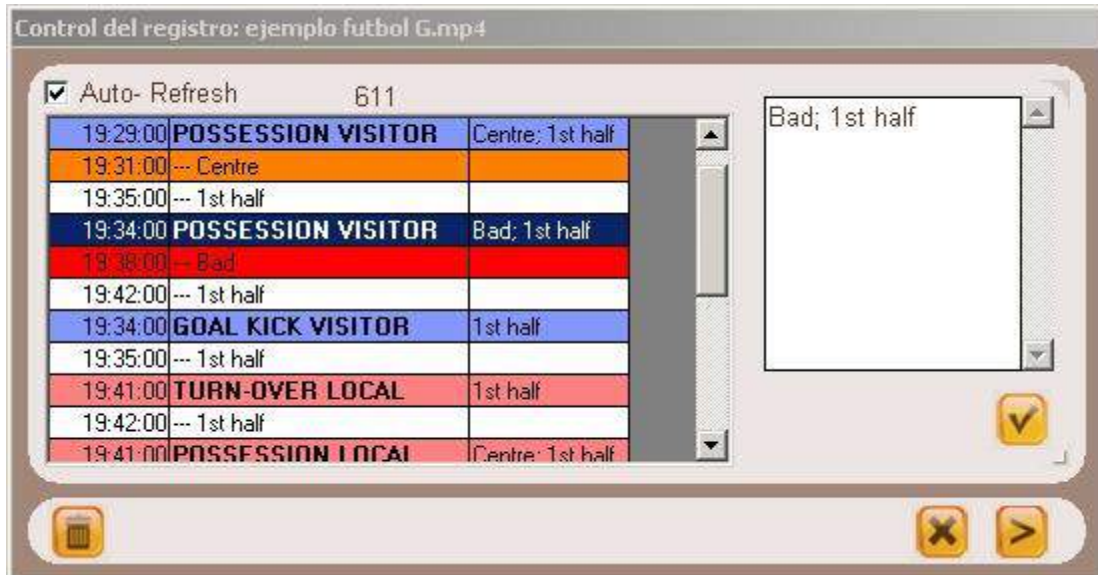 Control del registro: ejemplo futbol G.mp4
Auto- Refresh 611
19:29:00 POSSESSION VISITOR Centre; 1st half
19:31:00 --- Centre
19:35:00 --- 1st half
19:34:00 POSSESSION VISITOR Bad; 1st half
19:38:00 --- Bad
19:42:00 --- 1st half
19:34:00 GOAL KICK VISITOR 1st half
19:35:00 --- 1st half
19:41:00 TURN-OVER LOCAL 1st half
19:42:00 --- 1st half
19:41:00 POSSESSION LOCAL Centre; 1st half
Bad; 1st half